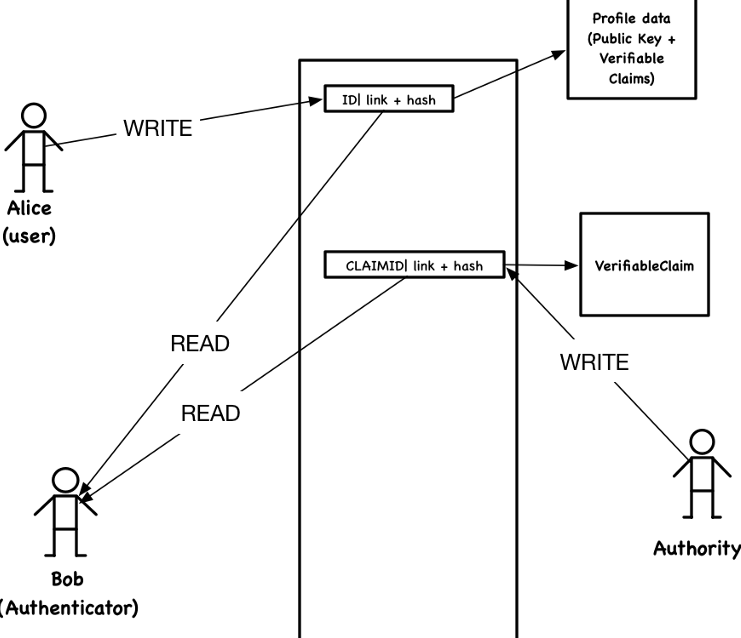 Profile data
(Public Key +
Verifiable
Claims)
ID| link + hash
WRITE
Alice
(user)
CLAIMID| link + hash
VerifiableClaim
READ
WRITE
READ
Bob
(Authenticator)
Authority